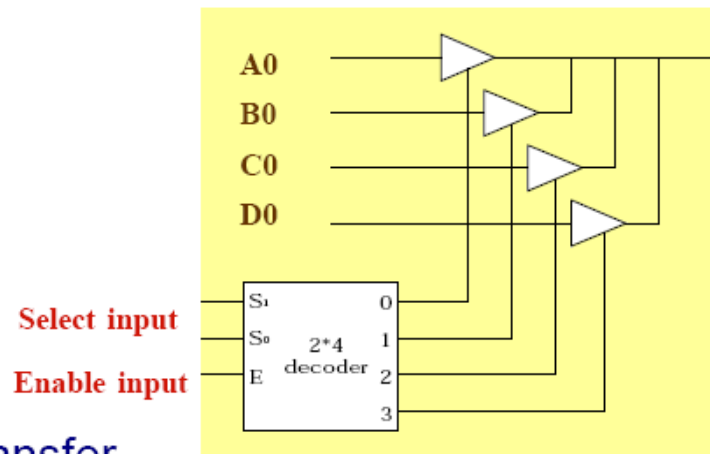 A0
B0
C0
D0
Select input
Enable input
S1 0
S0 1
2*4
decoder
E 2
3